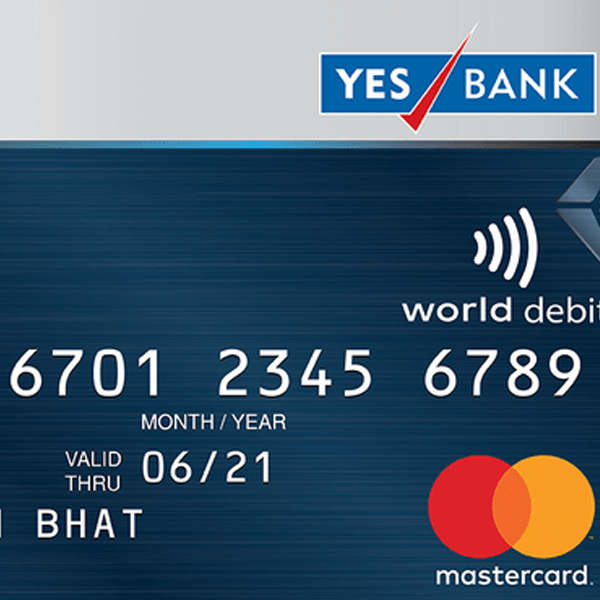 YES BANK
world debit
6701 2345 6789
MONTH / YEAR
VALID THRU 06/21
BHAT
mastercard.